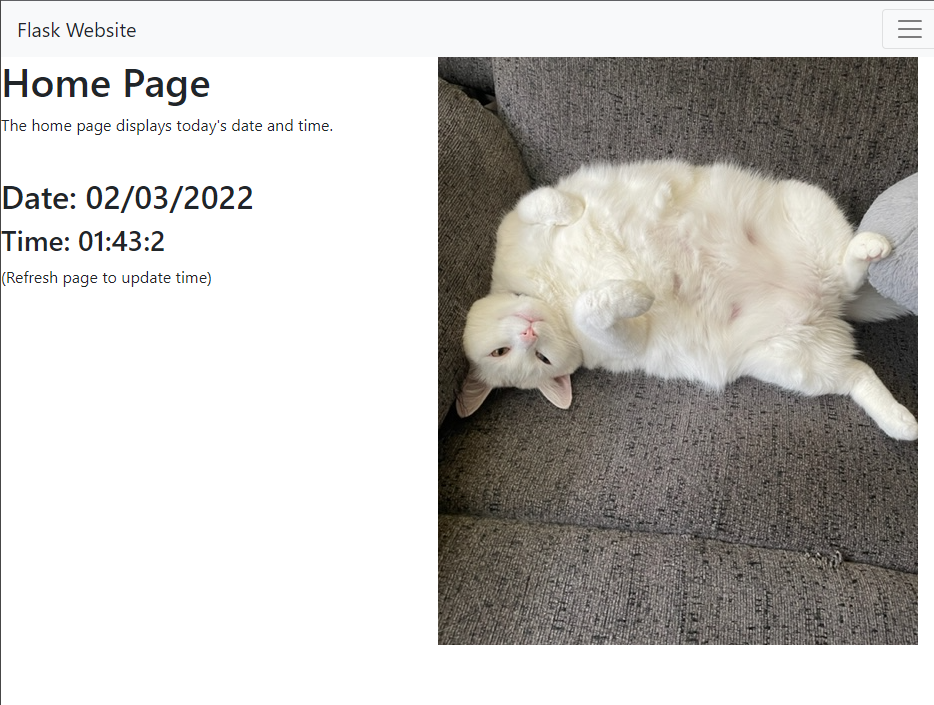 Flask Website
Home Page
The home page displays today's date and time.
Date: 02/03/2022
Time: 01:43:2
(Refresh page to update time)